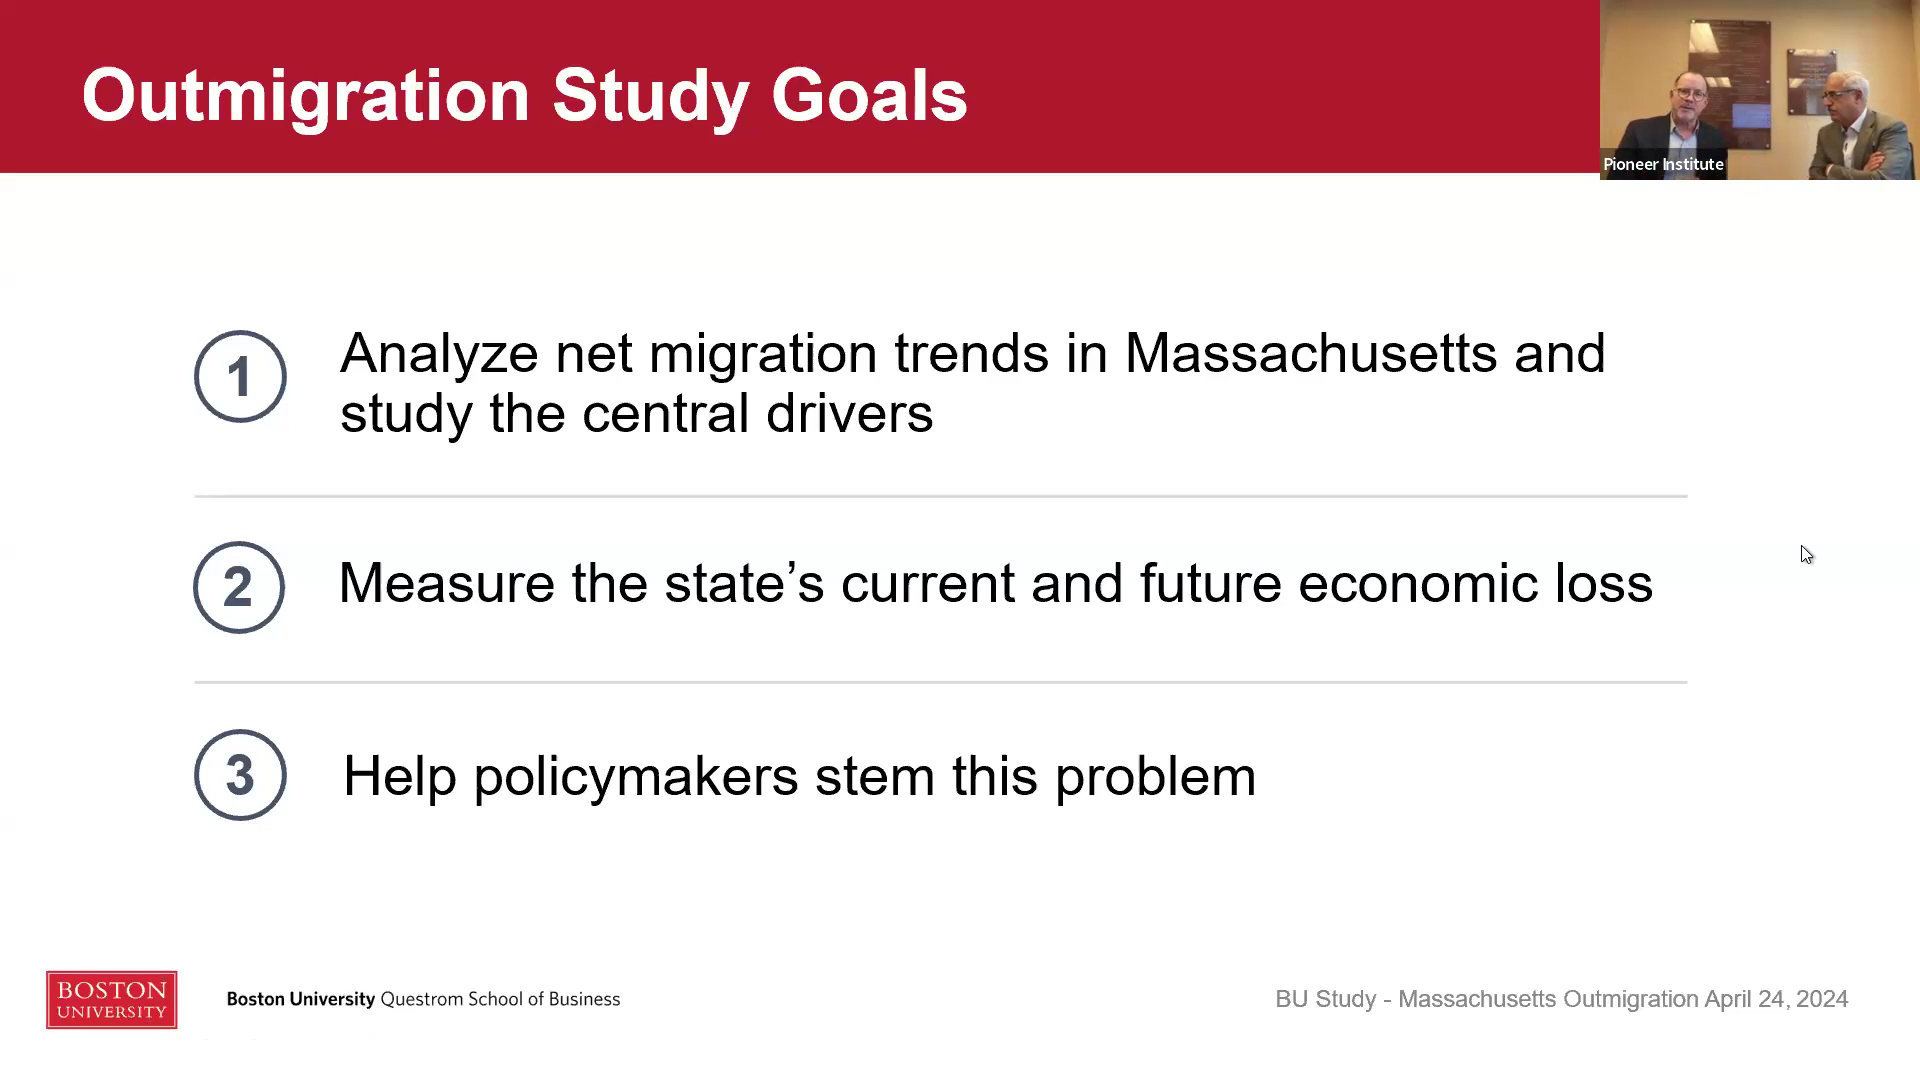 Outmigration Study Goals
Pioneer Institute
1
Analyze net migration trends in Massachusetts and
study the central drivers
2
Measure the state’s current and future economic loss
3
Help policymakers stem this problem
BOSTON
UNIVERSITY
Boston University Questrom School of Business
BU Study - Massachusetts Outmigration April 24, 2024